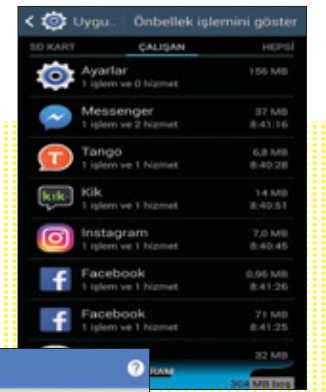 Uygu.. Önbellek işlemini göster
SD KART ÇALIŞAN HEPSİ
Ayarlar 156 MB
1 işlem ve 0 hizmet
Messenger 37 MB
1 işlem ve 2 hizmet 8:41:16
Tango 6,8 MB
1 işlem ve 1 hizmet 8:40:28
kik
Kik 14 MB
1 işlem ve 1 hizmet 8:40:51
Instagram 7,0 MB
1 işlem ve 1 hizmet 8:40:45
Facebook 0,96 MB
1 işlem ve 1 hizmet 8:41:26
Facebook 71 MB
1 işlem ve 1 hizmet 8:41:25
32 MB
RAM
304 MB boş